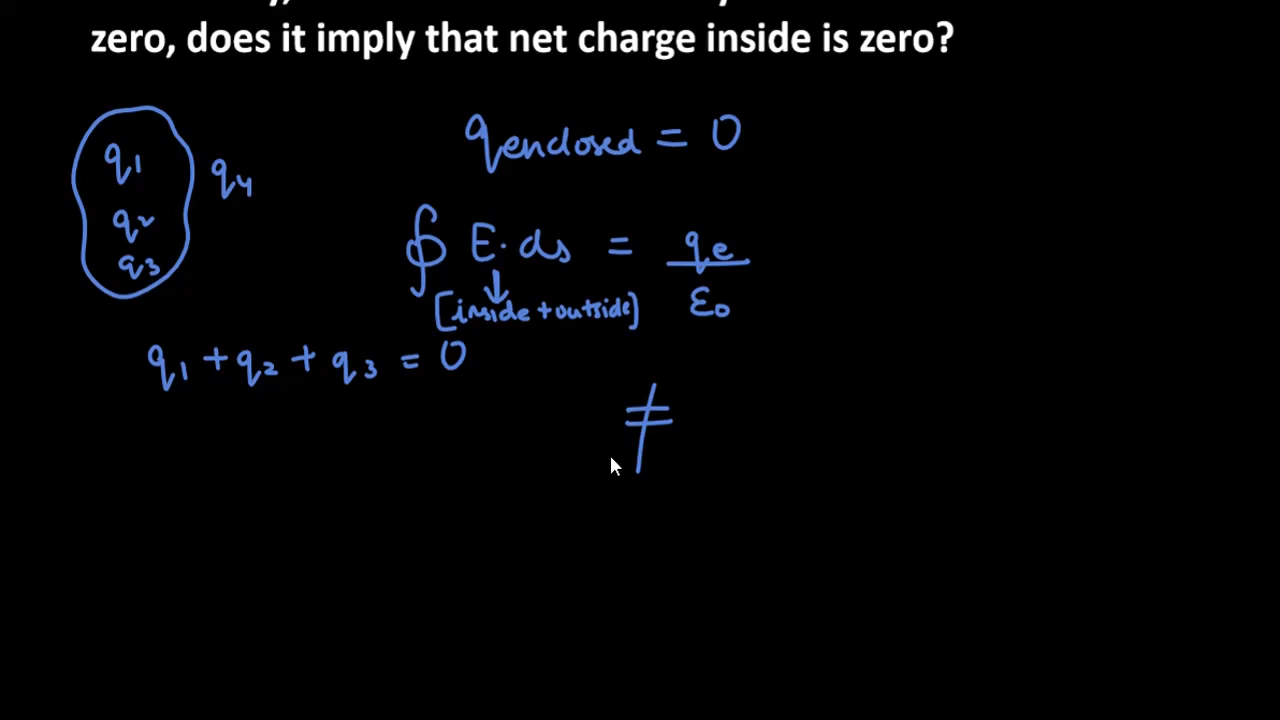 zero, does it imply that net charge inside is zero?
q1
q2
q3
q4
qenclosed = 0
∮ E. ds = qe / ε0
[inside + outside]
q1 + q2 + q3 = 0
≠